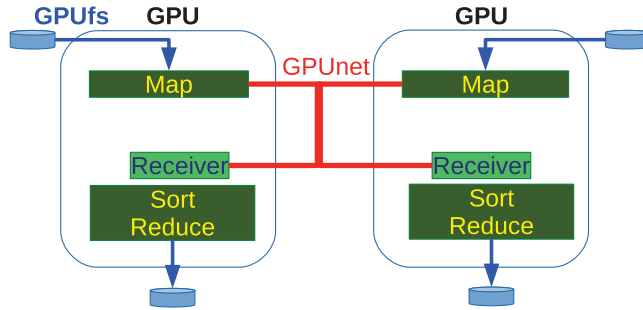 GPUfs
GPU
GPU
GPUnet
Map
Map
Receiver
Receiver
Sort
Reduce
Sort
Reduce